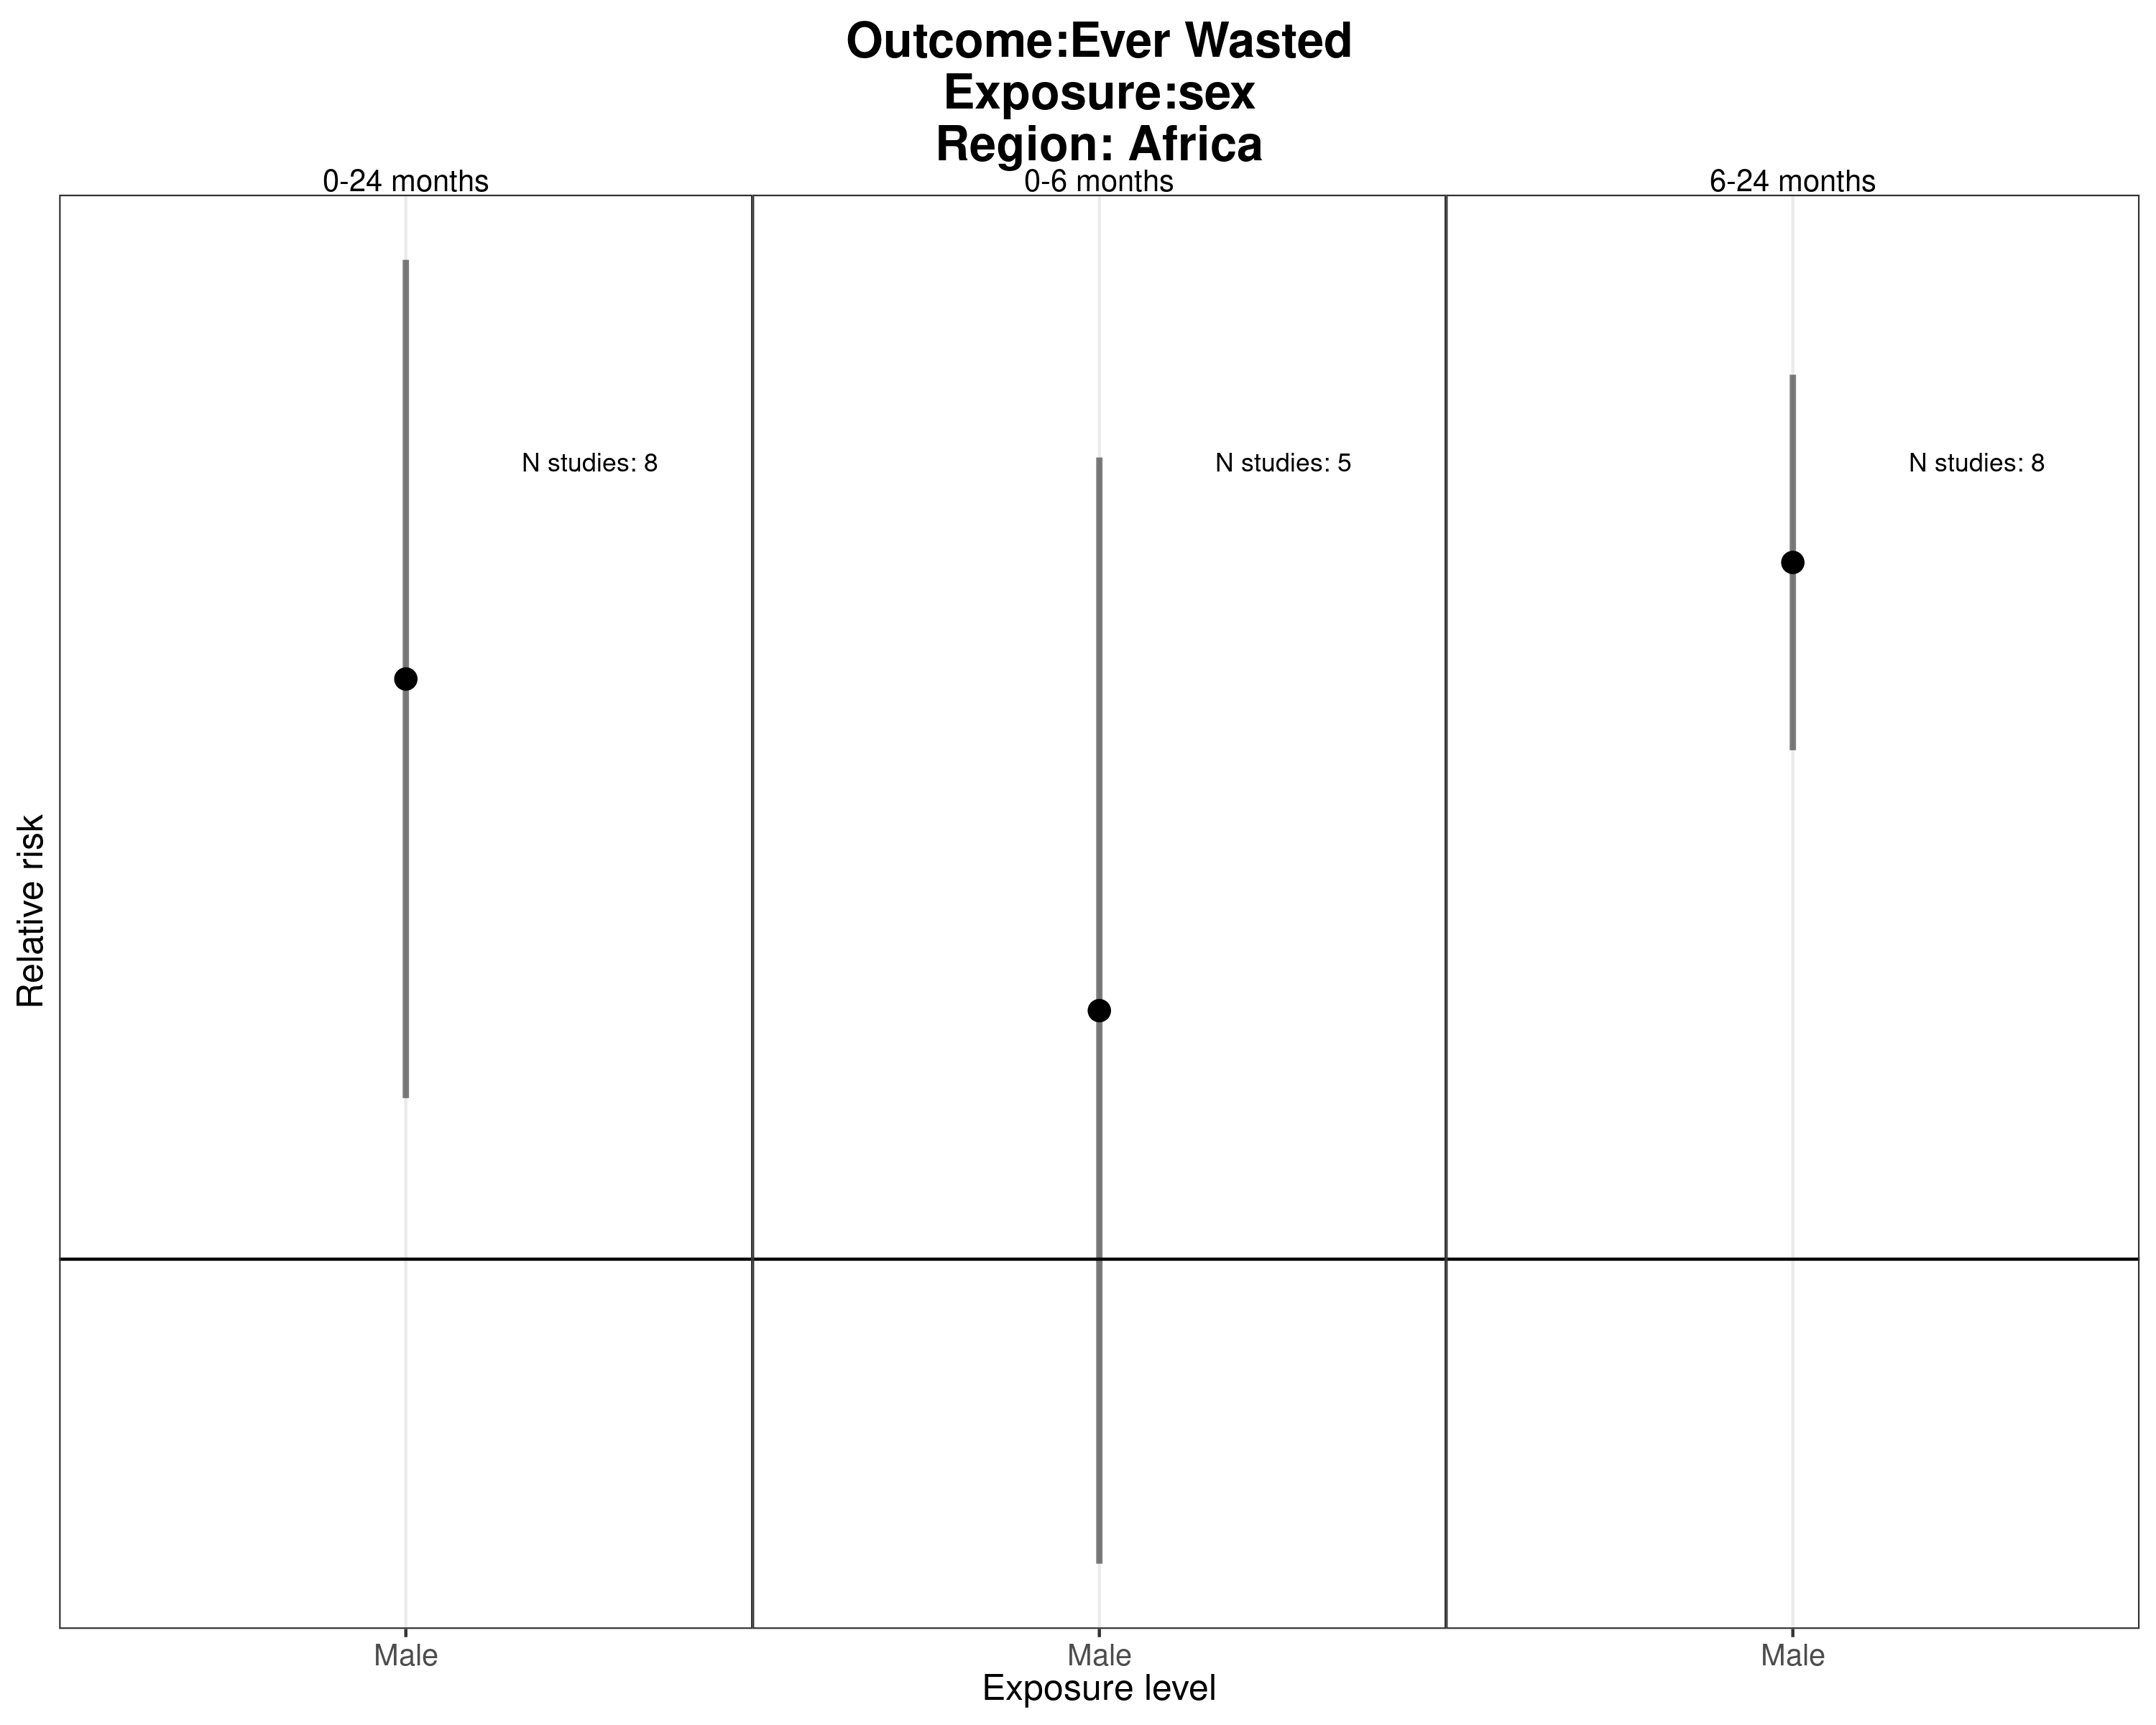 Outcome:Ever Wasted
Exposure:sex
Region: Africa
0-24 months
0-6 months
6-24 months
N studies: 8
N studies: 5
N studies: 8
Relative risk
Male
Male
Male
Exposure level